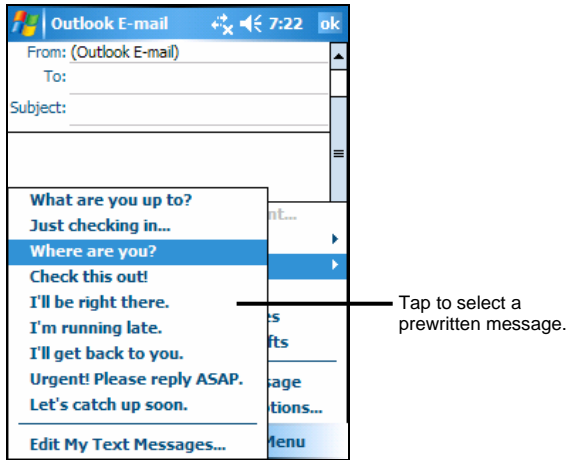 Outlook E-mail 7:22 ok
From: (Outlook E-mail)
To:
Subject:
What are you up to?
Just checking in...
Where are you?
Check this out!
I'll be right there.
I'm running late.
I'll get back to you.
Urgent! Please reply ASAP.
Let's catch up soon.
Edit My Text Messages...
Menu
Tap to select a
prewritten message.